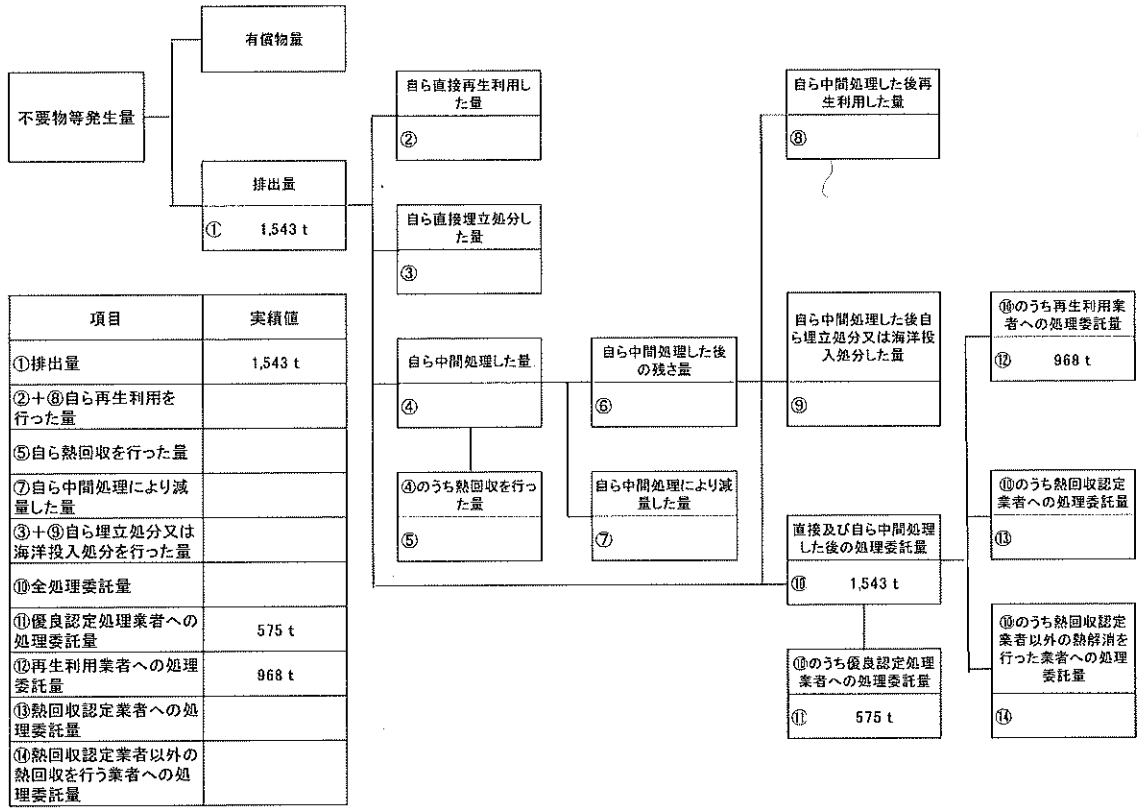 有償物量
不要物等発生量
排出量
① 1,543 t
自ら直接再生利用し
た量
②
自ら直接埋立処分し
た量
③
自ら中間処理した量
④
④のうち熱回収を行っ
た量
⑤
自ら中間処理した後
の残さ量
⑥
自ら中間処理により減
量した量
⑦
自ら中間処理した後再
生利用した量
⑧
自ら中間処理した後自
ら埋立処分又は海洋投
入処分した量
⑨
直接及び自ら中間処理
した後の処理委託量
⑩ 1,543 t
⑩のうち優良認定処理
業者への処理委託量
⑪ 575 t
⑩のうち再生利用業
者への処理委託量
⑫ 968 t
⑩のうち熱回収認定
業者への処理委託量
⑬
⑩のうち熱回収認定
業者以外の熱解消を
行った業者への処理
委託量
⑭
項目 実績値
①排出量 1,543 t
②+⑧自ら再生利用を
行った量
⑤自ら熱回収を行った量
⑦自ら中間処理により減
量した量
③+⑨自ら埋立処分又は
海洋投入処分を行った量
⑩全処理委託量
⑪優良認定処理業者への
処理委託量 575 t
⑫再生利用業者への処理
委託量 968 t
⑬熱回収認定業者への処
理委託量
⑭熱回収認定業者以外の
熱回収を行う業者への処
理委託量